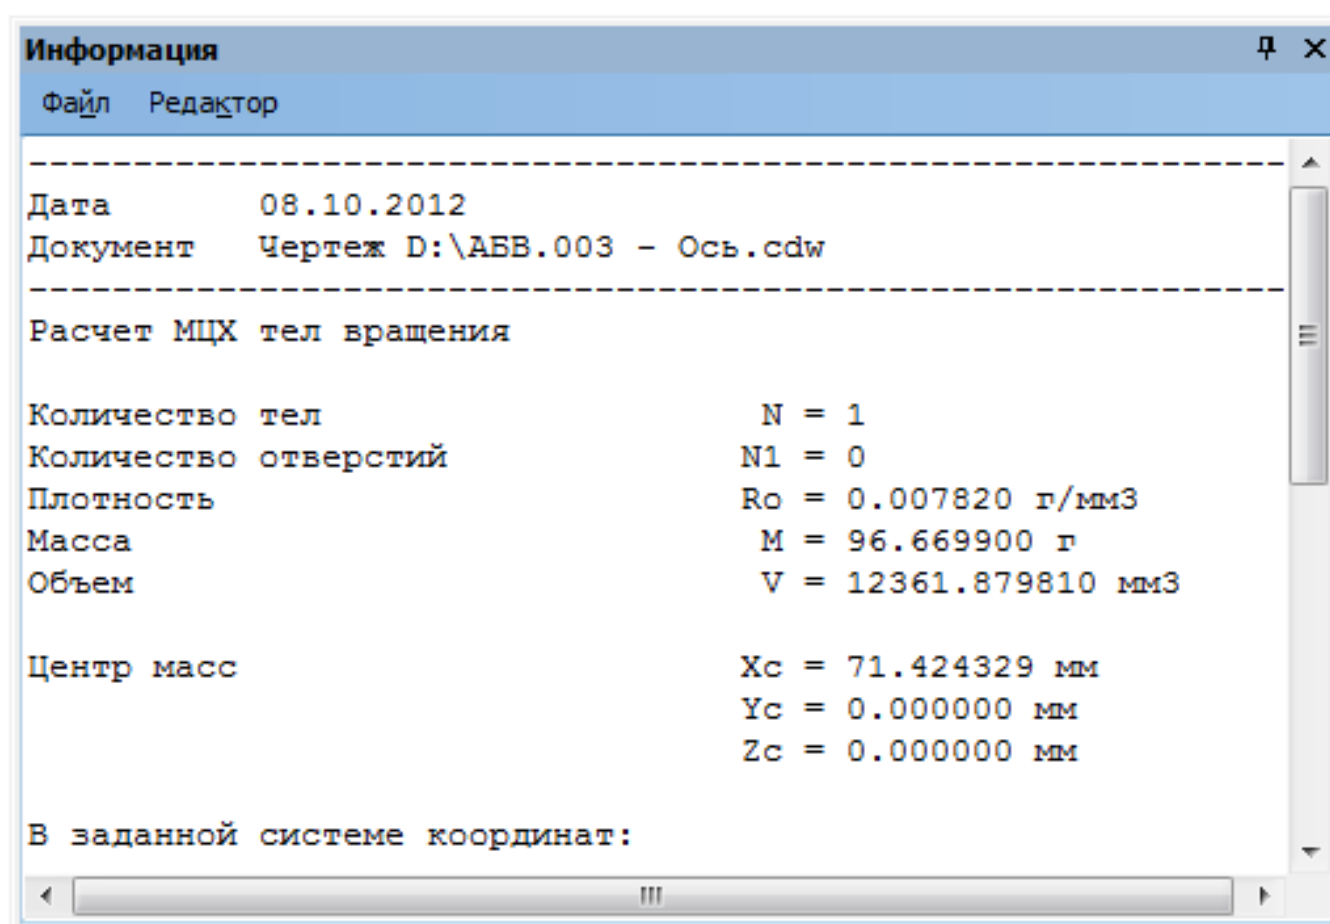 Информация
Файл Редактор
------------------------------------------------------------
Дата 08.10.2012
Документ Чертеж D:\АБВ.003 - Ось.cdw
------------------------------------------------------------
Расчет МЦХ тел вращения
Количество тел N = 1
Количество отверстий N1 = 0
Плотность Ro = 0.007820 г/мм3
Масса M = 96.669900 г
Объем V = 12361.879810 мм3
Центр масс Xc = 71.424329 мм
Yc = 0.000000 мм
Zc = 0.000000 мм
В заданной системе координат: